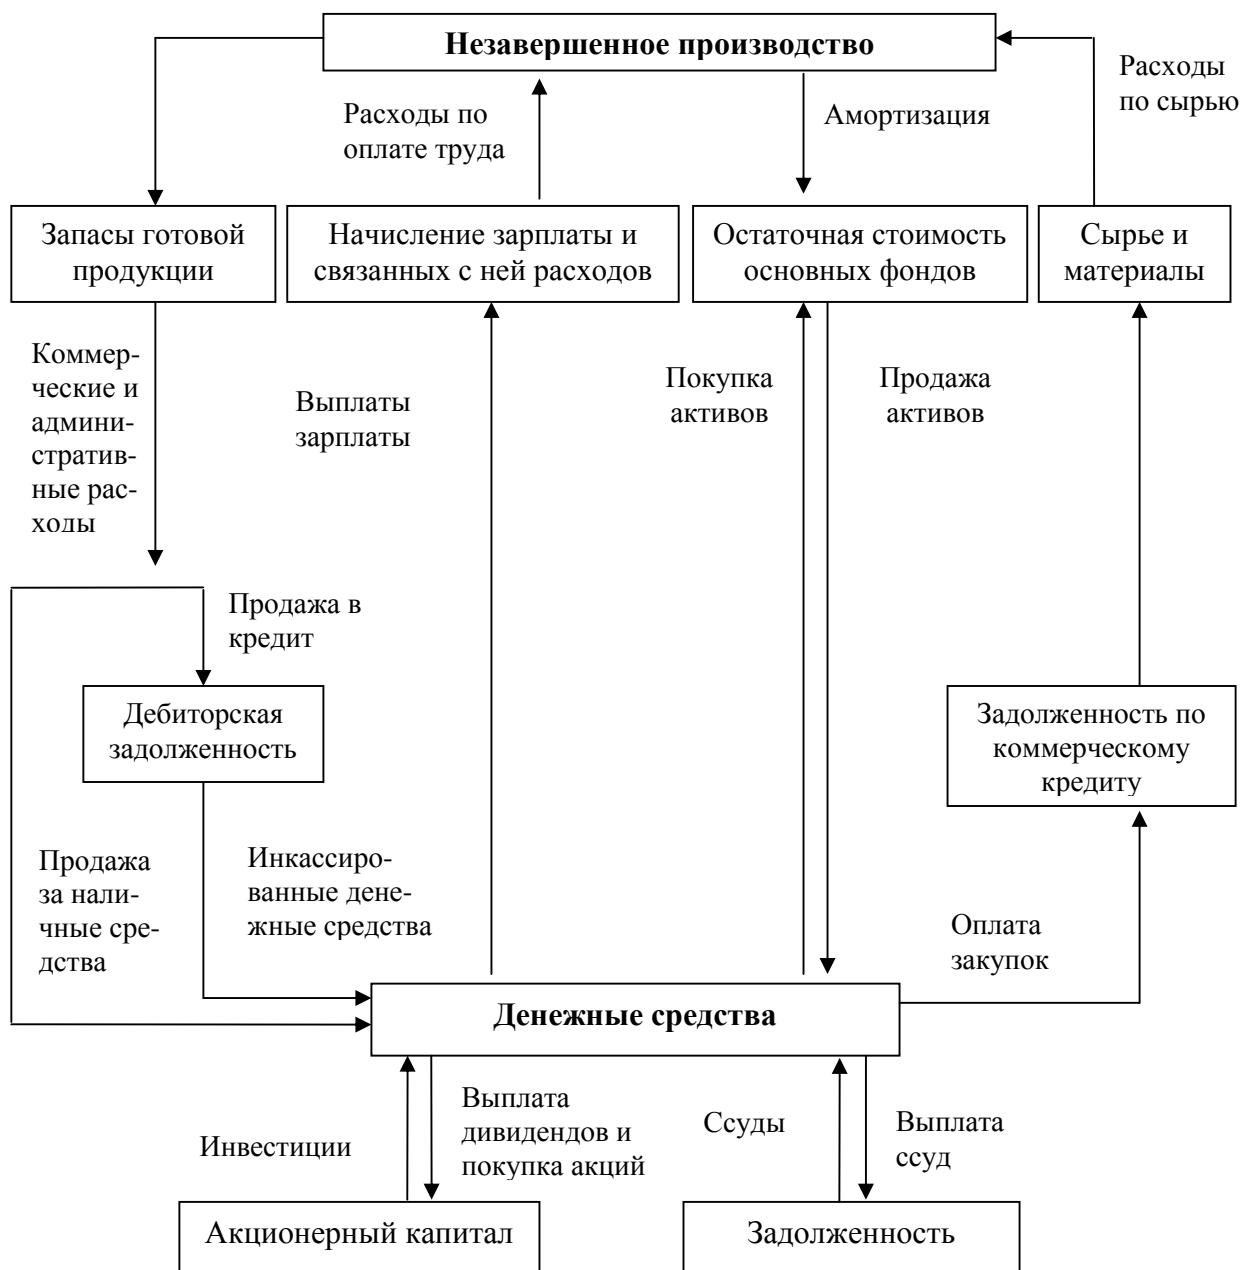 Незавершенное производство
Расходы
по сырью
Расходы по
оплате труда
Амортизация
Запасы готовой
продукции
Начисление зарплаты и
связанных с ней расходов
Остаточная стоимость
основных фондов
Сырье и
материалы
Коммер-
ческие и
админи-
стратив-
ные рас-
ходы
Выплаты
зарплаты
Покупка
активов
Продажа
активов
Продажа в
кредит
Дебиторская
задолженность
Задолженность по
коммерческому
кредиту
Продажа
за налич-
чные сре-
дства
Инкассиро-
ванные денe-
жные средства
Оплата
закупок
Денежные средства
Инвестиции
Выплата
дивидендов и
покупка акций
Ссуды
Выплата
ссуд
Акционерный капитал
Задолженность